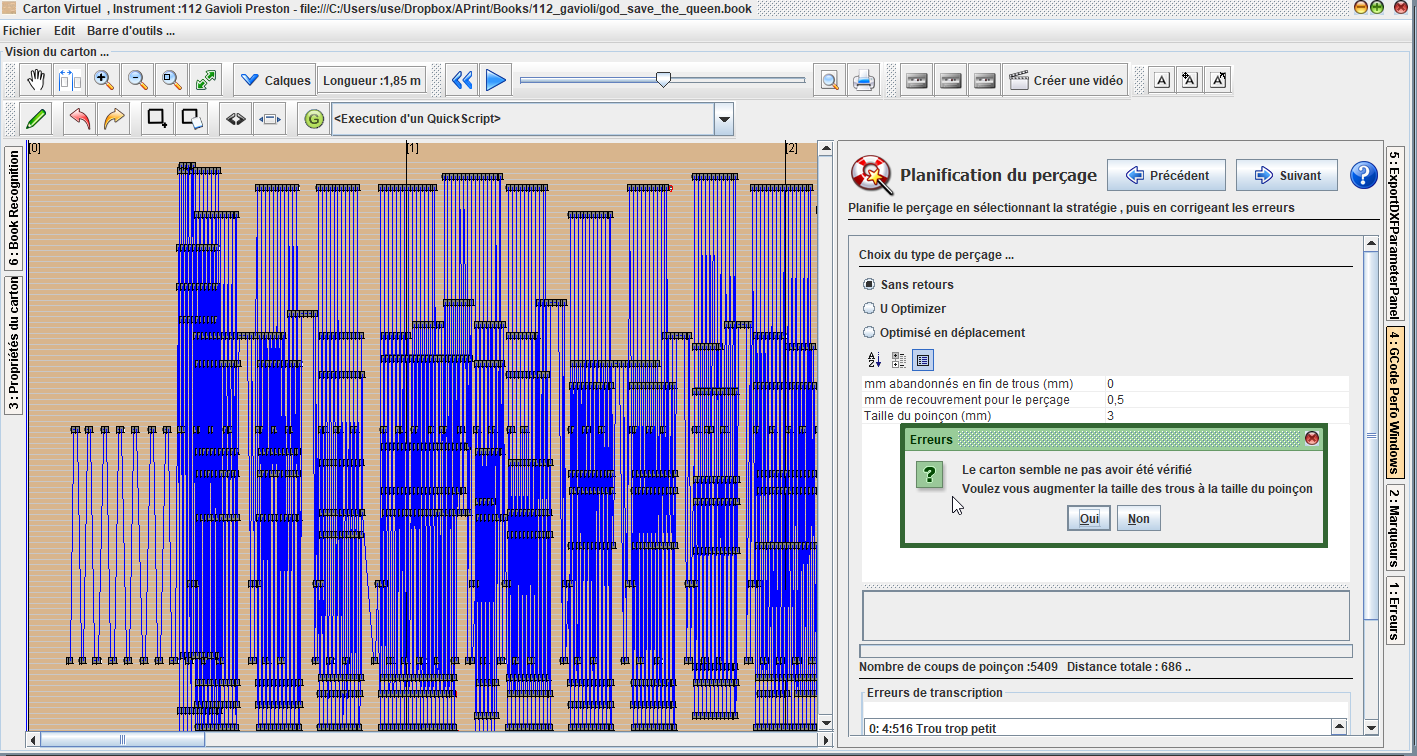 Carton Virtuel , Instrument :112 Gavioli Preston - file:///C:/Users/use/Dropbox/APrint/Books/112_gavioli/god_save_the_queen.book
Fichier Edit Barre d'outils ...
Vision du carton ...
Calques
Longueur :1,85 m
Créer une vidéo
A
A
A
G
<Execution d'un QuickScript>
6 : Book Recognition
3 : Propriétés du carton
[0]
[1]
[2]
Planification du perçage
Précédent
Suivant
?
Planifie le perçage en sélectionnant la stratégie , puis en corrigeant les erreurs
Choix du type de perçage ...
Sans retours
U Optimizer
Optimisé en déplacement
mm abandonnés en fin de trous (mm) 0
mm de recouvrement pour le perçage 0,5
Taille du poinçon (mm) 3
Erreurs
?
Le carton semble ne pas avoir été vérifié
Voulez vous augmenter la taille des trous à la taille du poinçon
Oui
Non
Nombre de coups de poinçon :5409 Distance totale : 686 ..
Erreurs de transcription
0: 4:516 Trou trop petit
5 : ExportDXFParameterPanel
4 : GCode Perfo Windows
2 : Marqueurs
1 : Erreurs